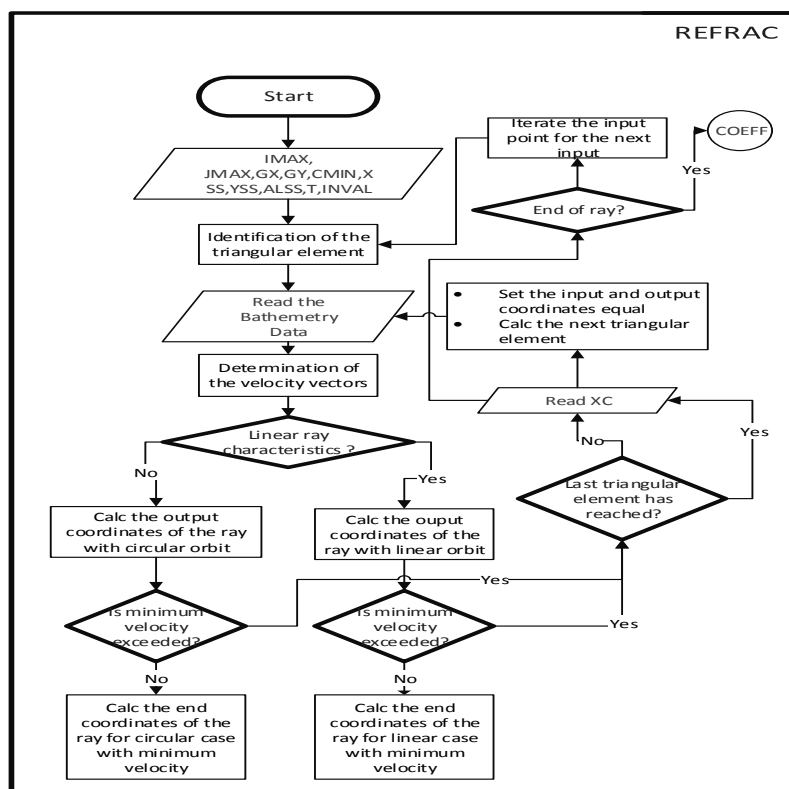 REFRAC
Start
IMAX,
JMAX,GX,GY,CMIN,X
SS,YSS,ALSS,T,INVAL
Identification of the
triangular element
Read the
Bathemetry
Data
Determination of
the velocity vectors
Linear ray
characteristics ?
No
Yes
Calc the output
coordinates of the ray
with circular orbit
Calc the ouput
coordinates of the
ray with linear orbit
Is minimum
velocity
exceeded?
Yes
Is minimum
velocity
exceeded?
Yes
No
No
Calc the end
coordinates of the
ray for circular case
with minimum
velocity
Calc the end
coordinates of the
ray for linear case
with minimum
velocity
Last triangular
element has
reached?
No
Yes
Read XC
• Set the input and output
coordinates equal
• Calc the next triangular
element
End of ray?
Yes
COEFF
Iterate the input
point for the next
input